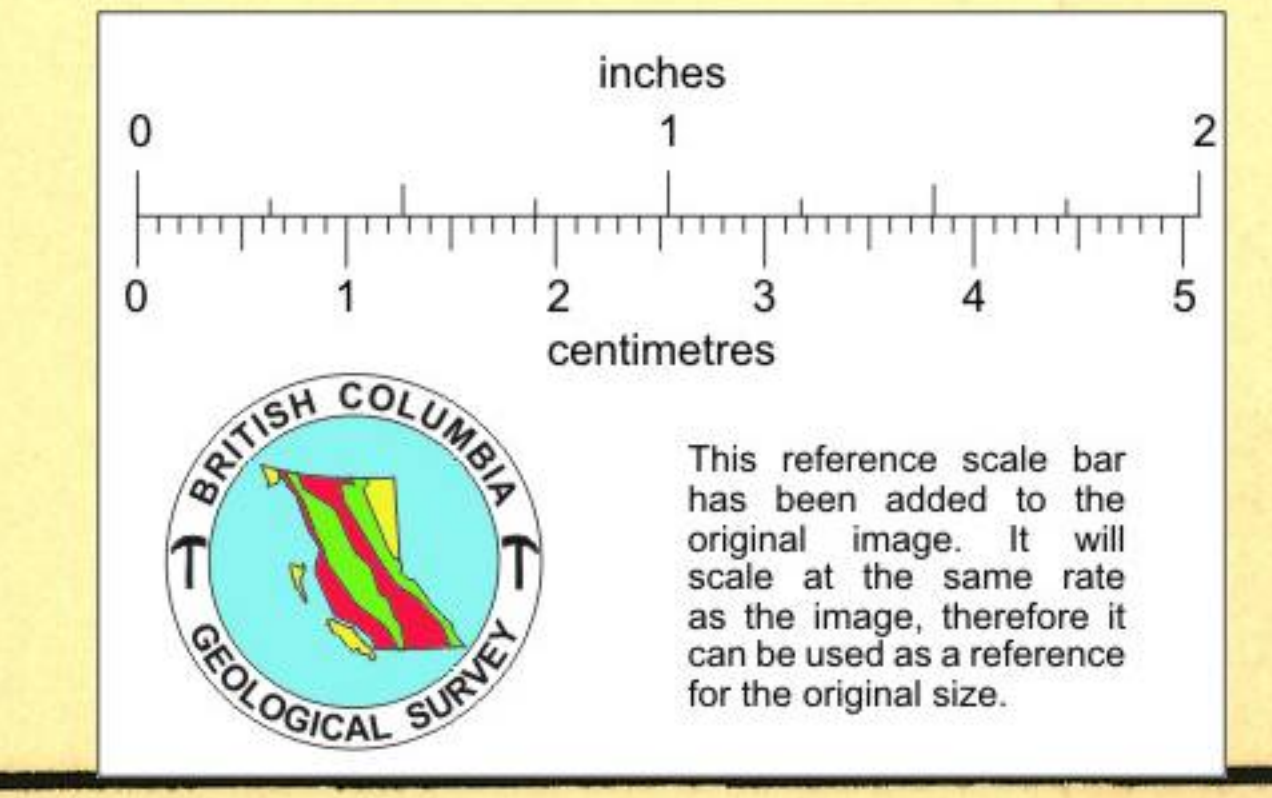 inches
0 1 2
0 1 2 3 4 5
centimetres
BRITISH COLUMBIA
GEOLOGICAL SURVEY
This reference scale bar
has been added to the
original image. It will
scale at the same rate
as the image, therefore it
can be used as a reference
for the original size.